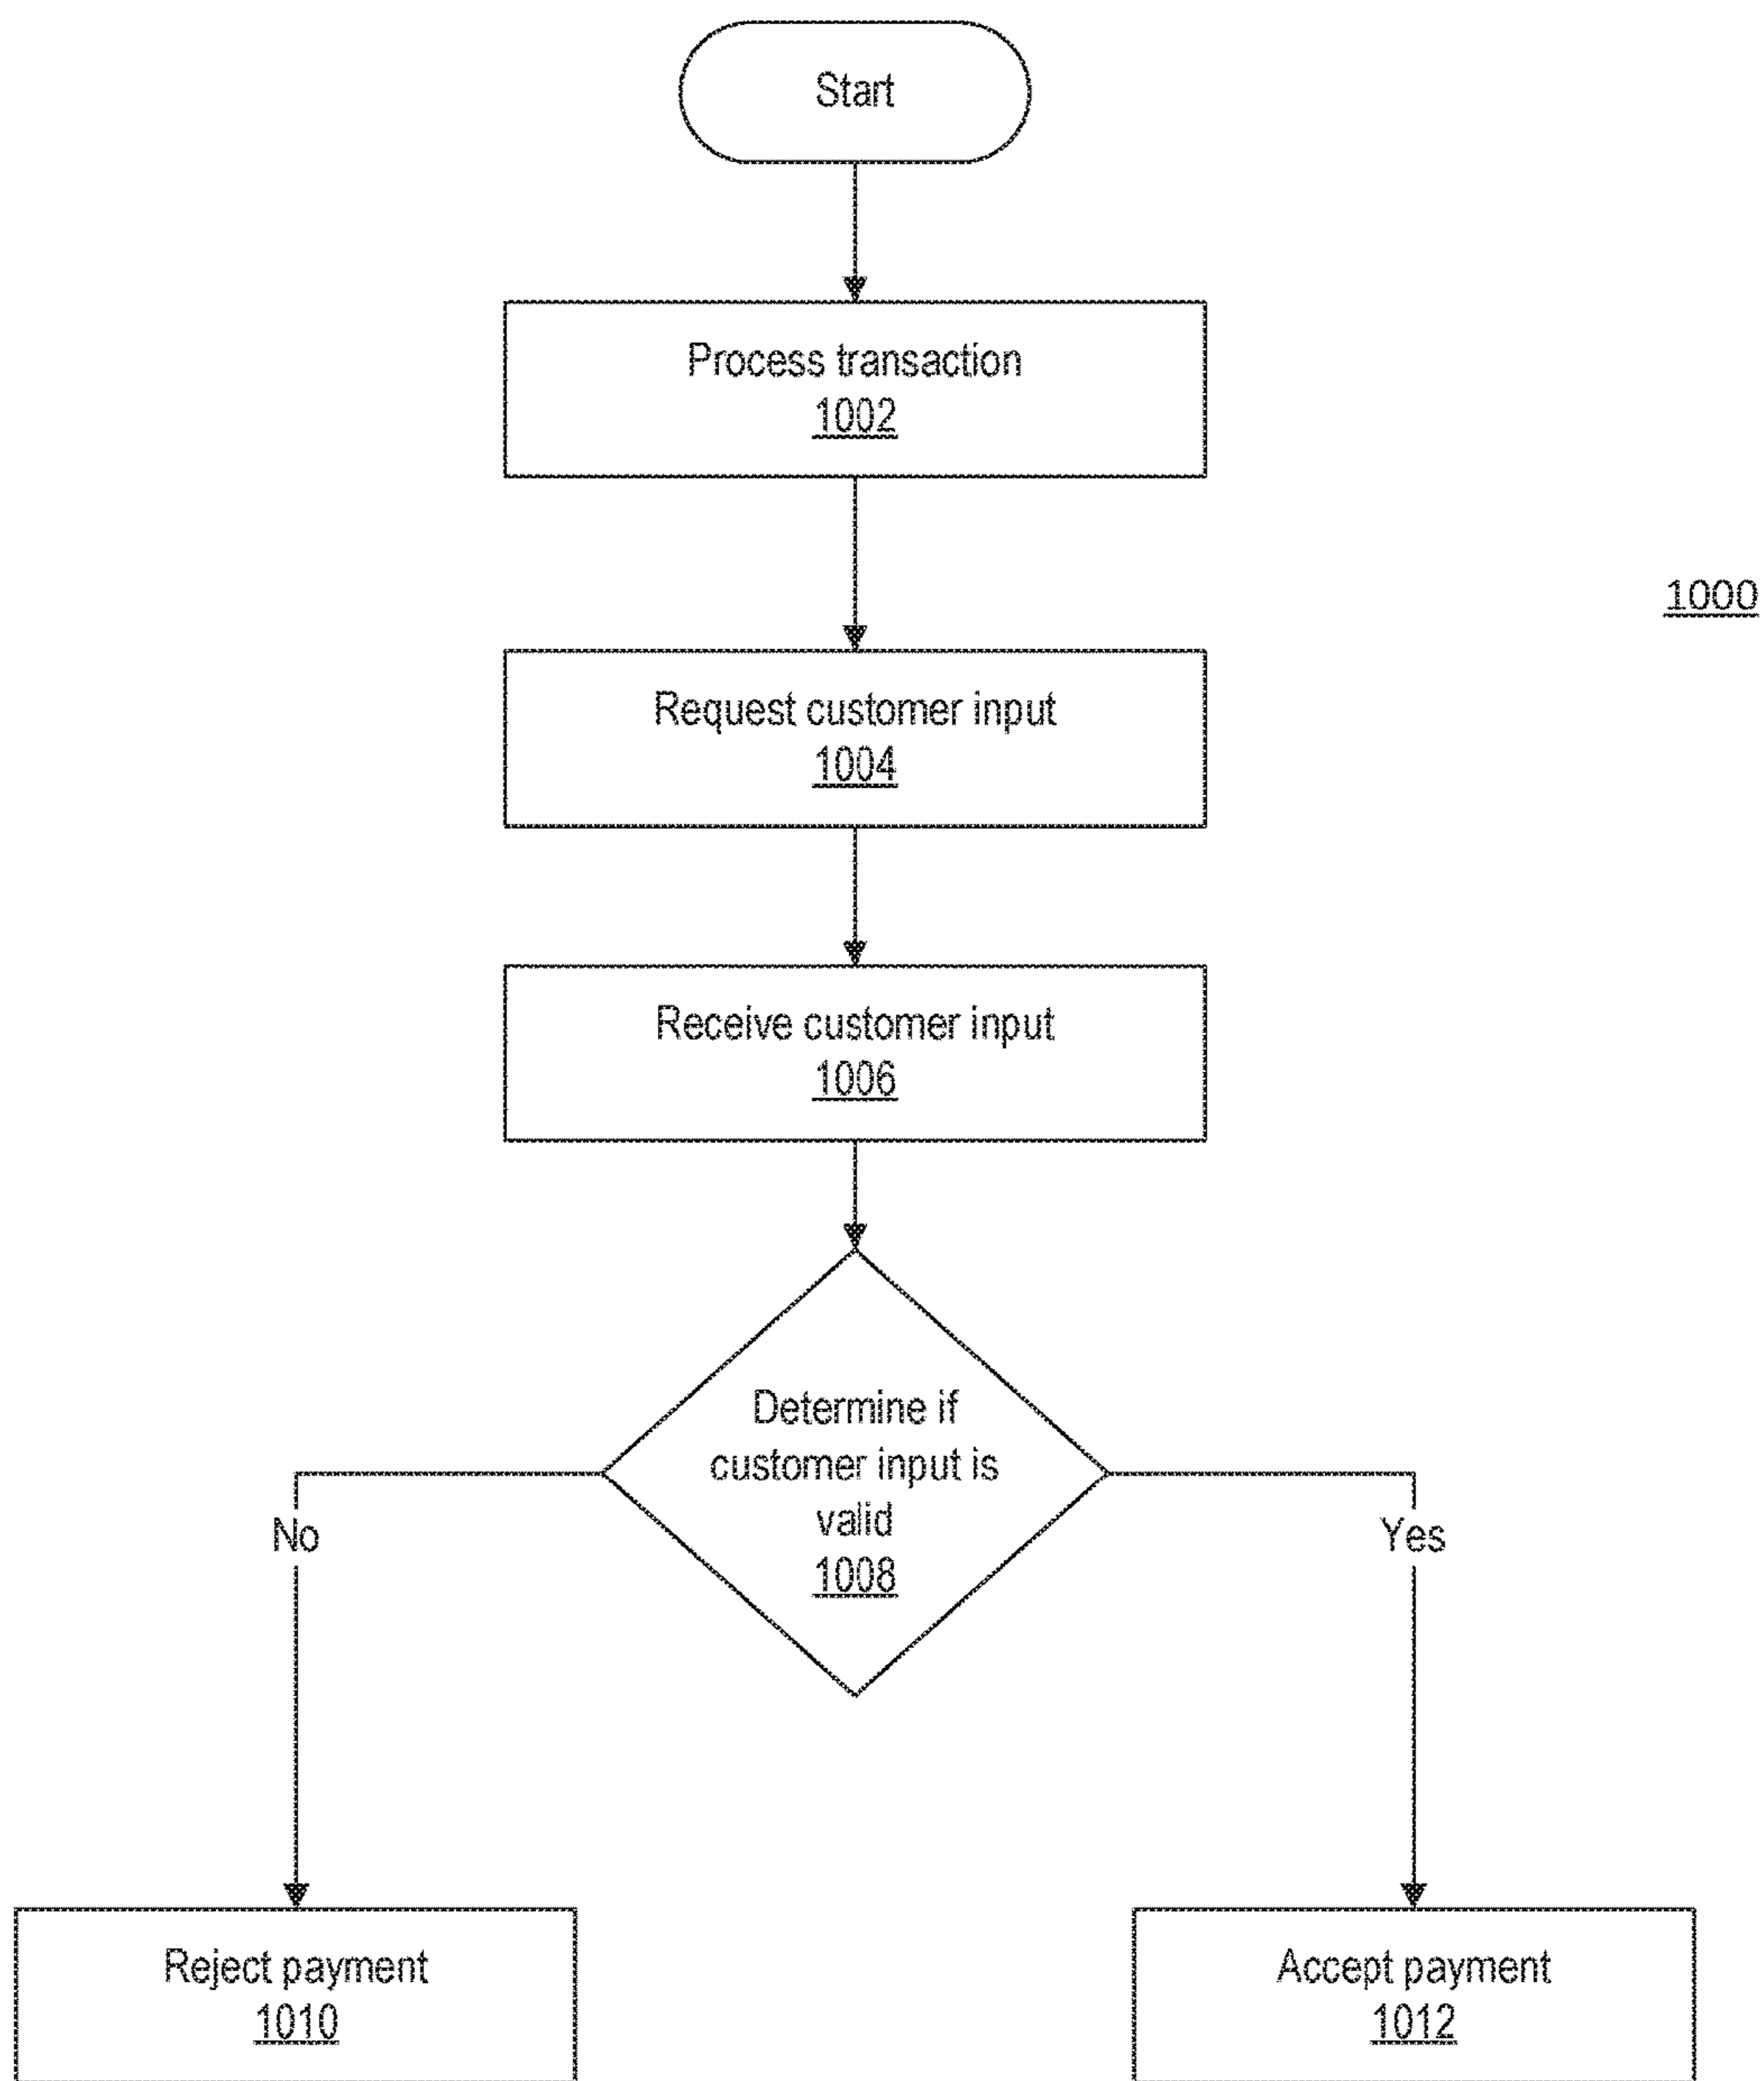 Start
Process transaction
1002
1000
Request customer input
1004
Receive customer input
1006
Determine if
customer input is
valid
1008
No
Yes
Reject payment
1010
Accept payment
1012